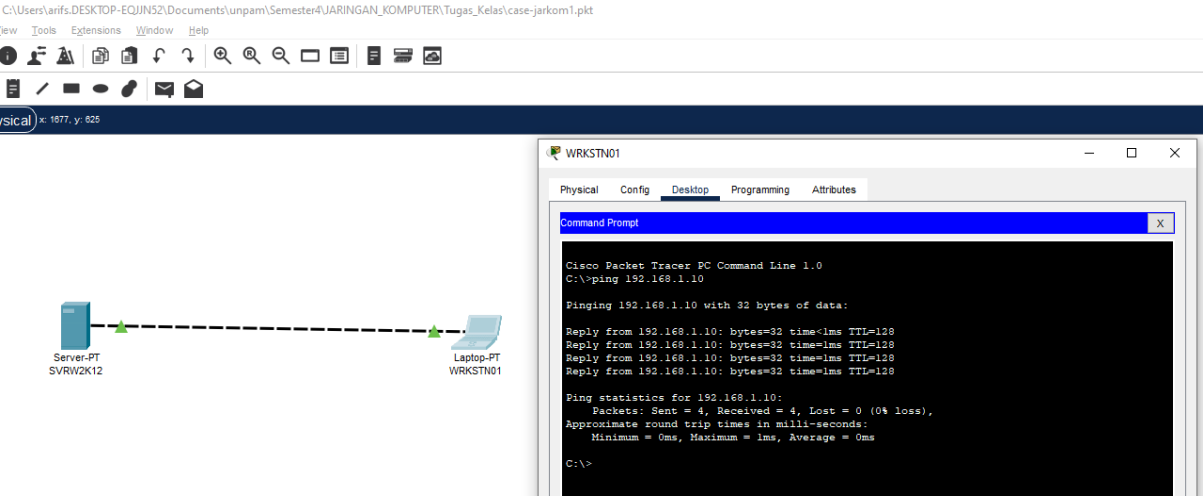 C:\Users\arifs.DESKTOP-EQJJN52\Documents\unpam\Semester4\JARINGAN_KOMPUTER\Tugas_Kelas\case-jarkom1.pkt
Tools Extensions Window Help
x: 1677, y: 625
WRKSTN01
Physical Config Desktop Programming Attributes
Command Prompt
X
Cisco Packet Tracer PC Command Line 1.0
C:\>ping 192.168.1.10
Pinging 192.168.1.10 with 32 bytes of data:
Reply from 192.168.1.10: bytes=32 time<1ms TTL=128
Reply from 192.168.1.10: bytes=32 time=1ms TTL=128
Reply from 192.168.1.10: bytes=32 time=1ms TTL=128
Reply from 192.168.1.10: bytes=32 time=1ms TTL=128
Ping statistics for 192.168.1.10:
Packets: Sent = 4, Received = 4, Lost = 0 (0% loss),
Approximate round trip times in milli-seconds:
Minimum = 0ms, Maximum = 1ms, Average = 0ms
C:\>
Server-PT
SVRW2K12
Laptop-PT
WRKSTN01